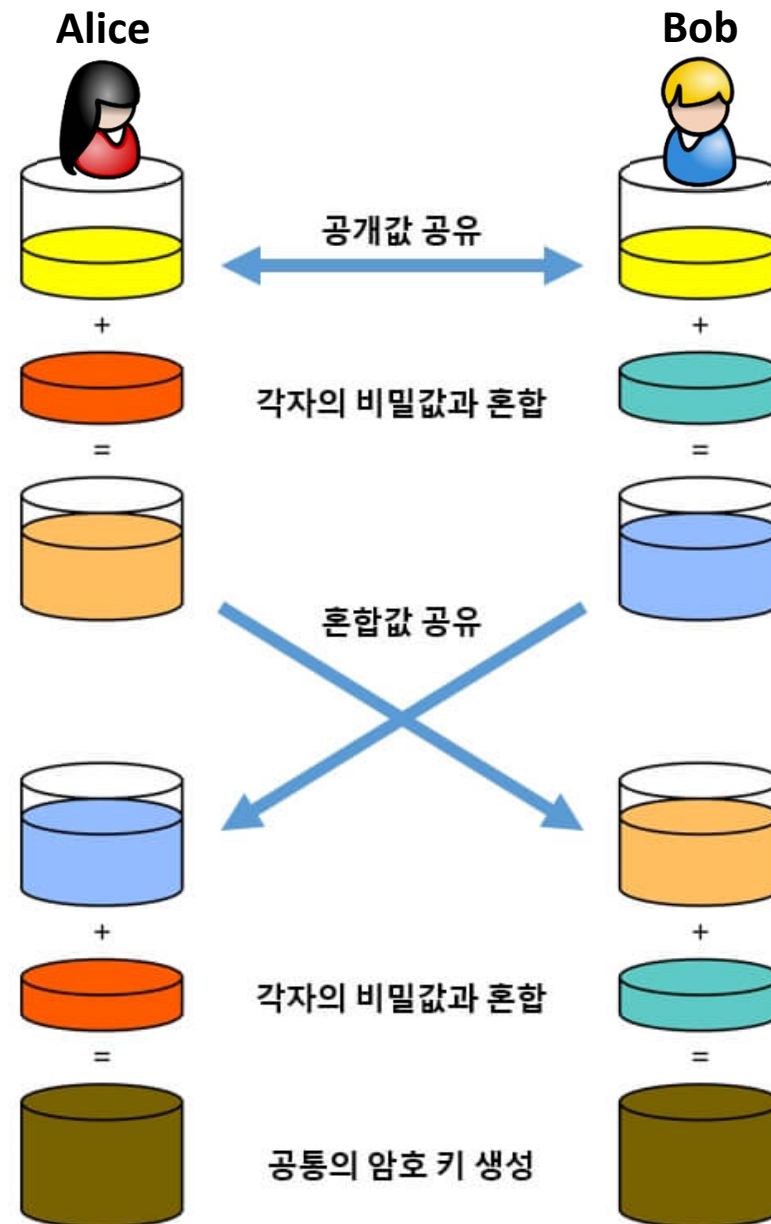 Alice
Bob
공개값 공유
+
+
각자의 비밀값과 혼합
=
=
혼합값 공유
+
+
각자의 비밀값과 혼합
=
=
공통의 암호 키 생성